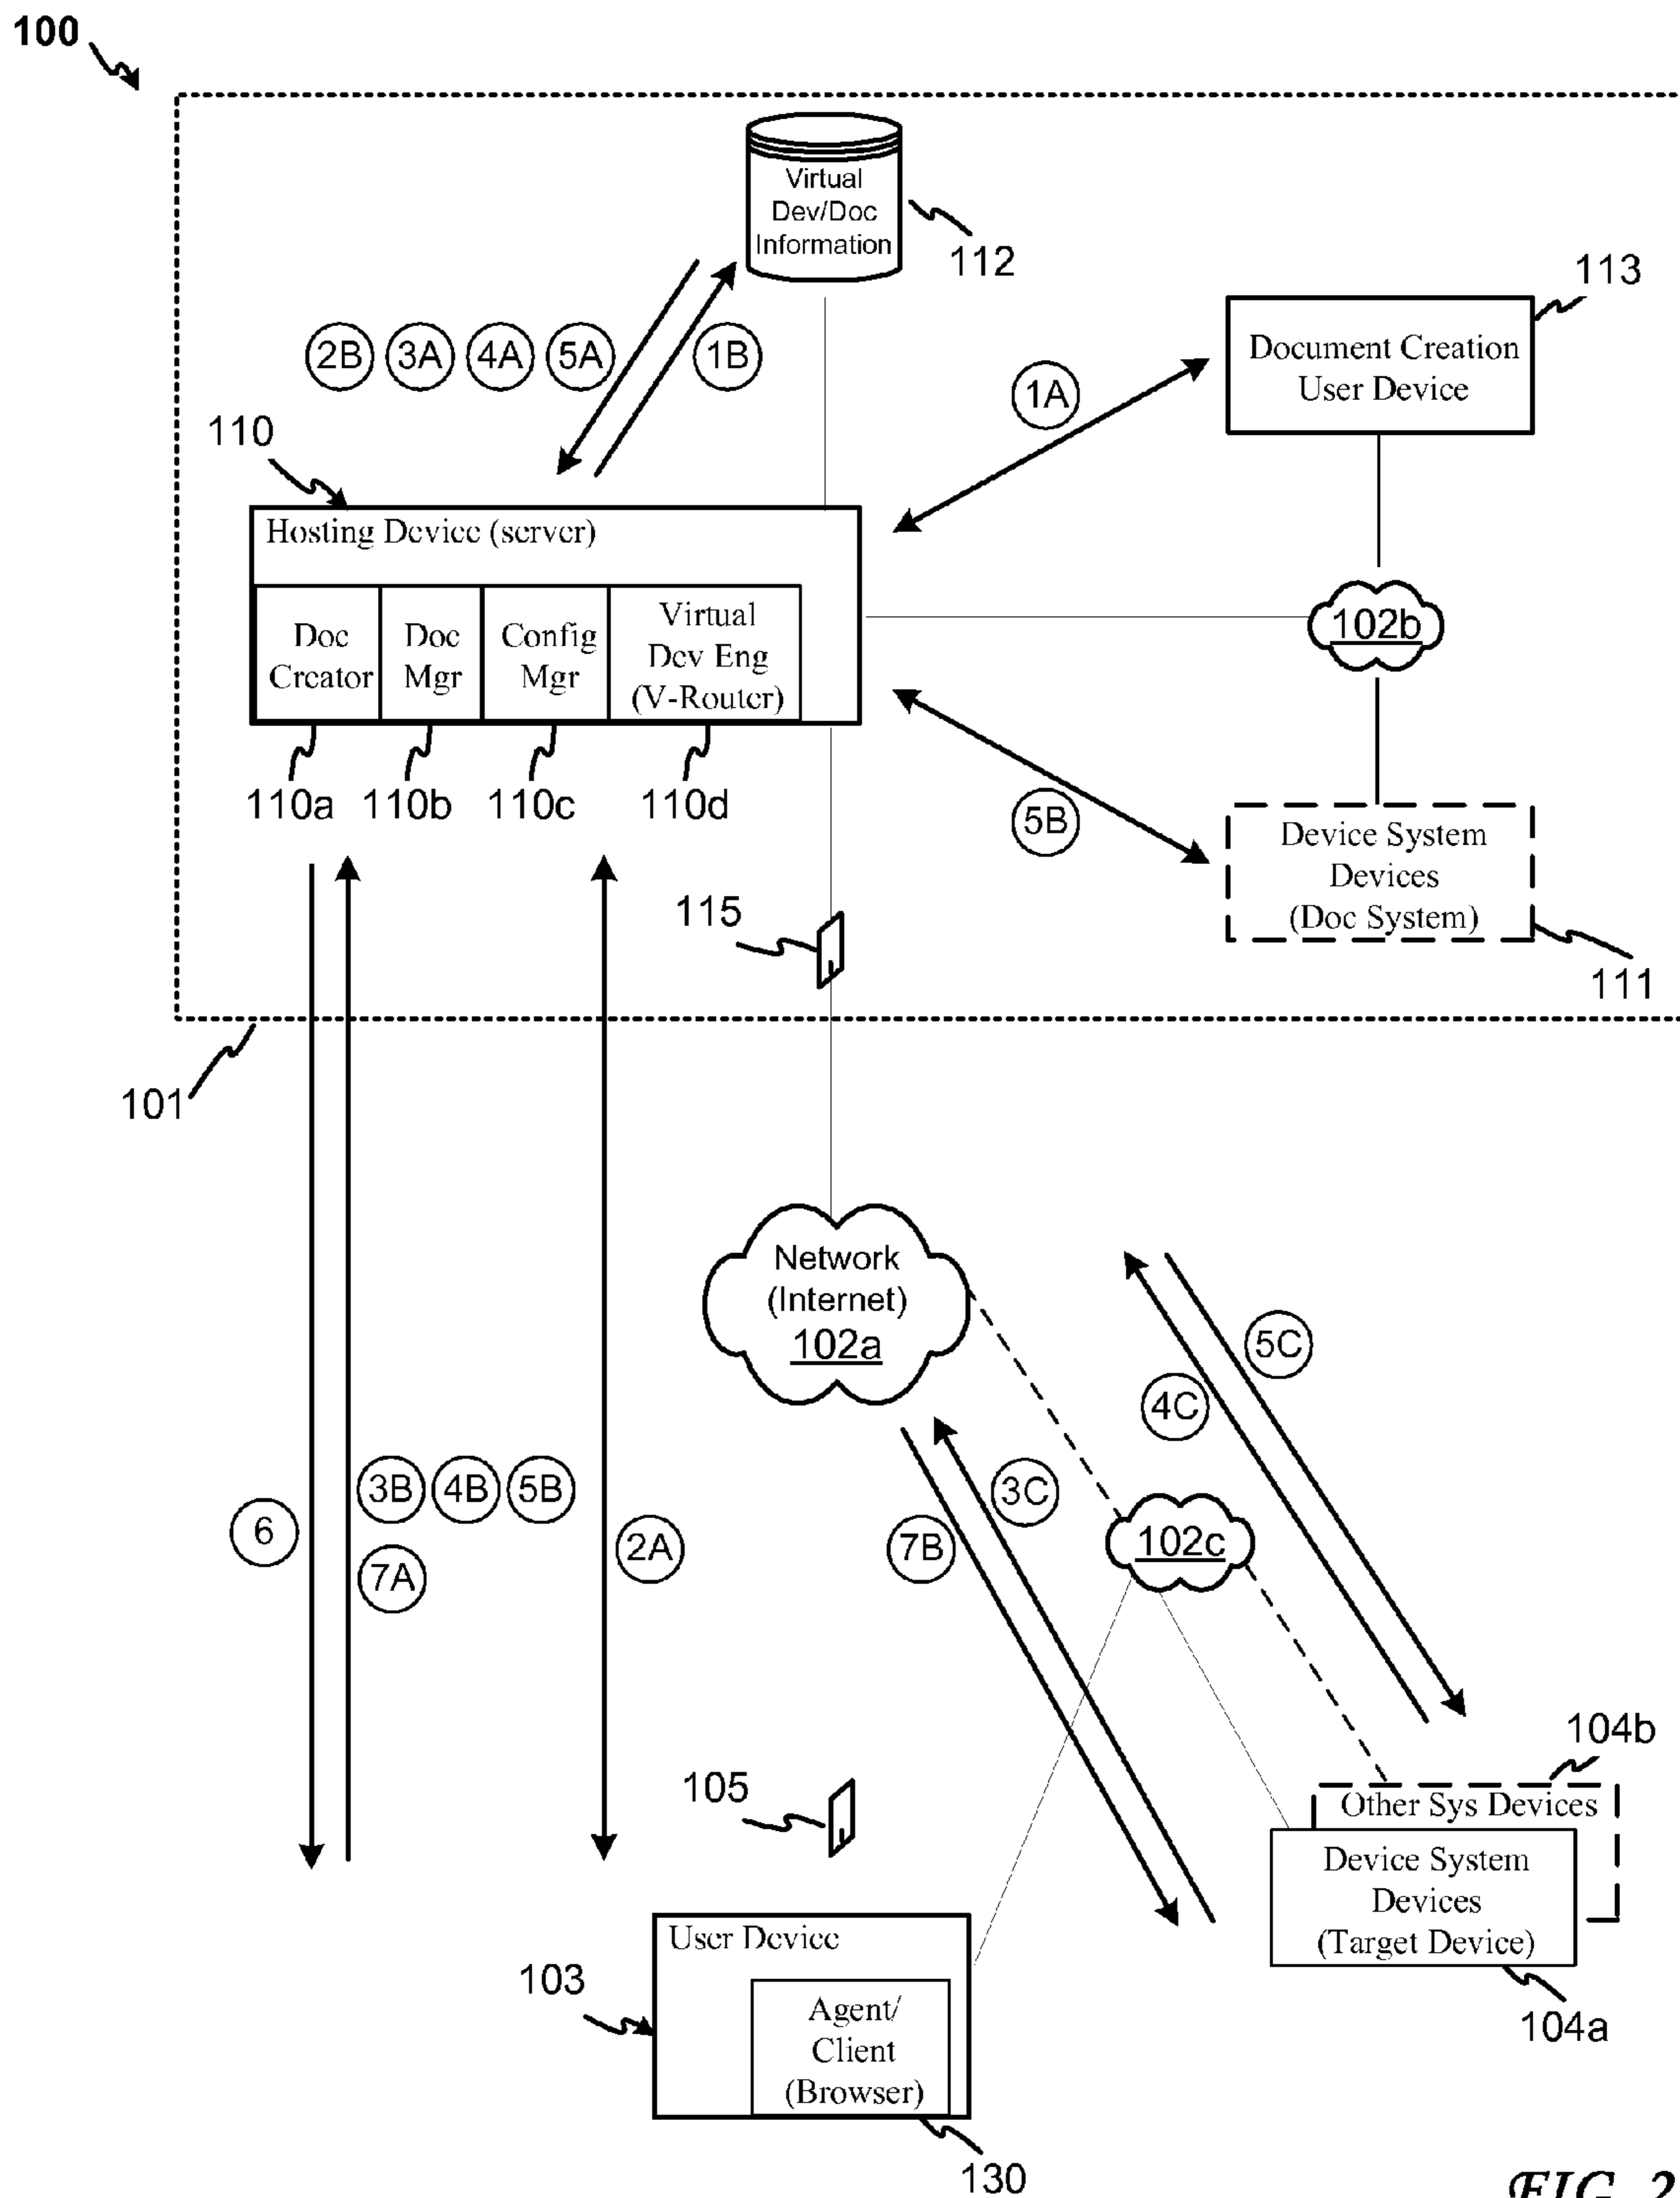 100
Virtual
Dev/Doc
Information
112
113
2B 3A 4A 5A
1B
Document Creation
User Device
1A
110
Hosting Device (server)
Doc
Creator
Doc
Mgr
Config
Mgr
Virtual
Dev Eng
(V-Router)
102b
110a 110b 110c 110d
5B
Device System
Devices
(Doc System)
115
111
101
Network
(Internet)
102a
5C
4C
3B 4B 5B
3C
6
2A
7B
102c
7A
104b
105
Other Sys Devices
Device System
Devices
(Target Device)
User Device
103
Agent/
Client
(Browser)
104a
130
FIG. 2